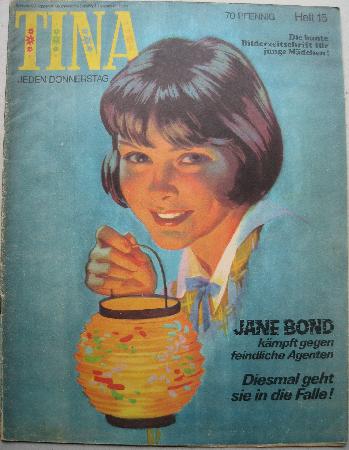 TINA
70 PFENNIG Heft 15
JEDEN DONNERSTAG
Die bunte
Bilderzeitschrift für
junge Mädchen!
JANE BOND
kämpft gegen
feindliche Agenten
Diesmal geht
sie in die Falle!